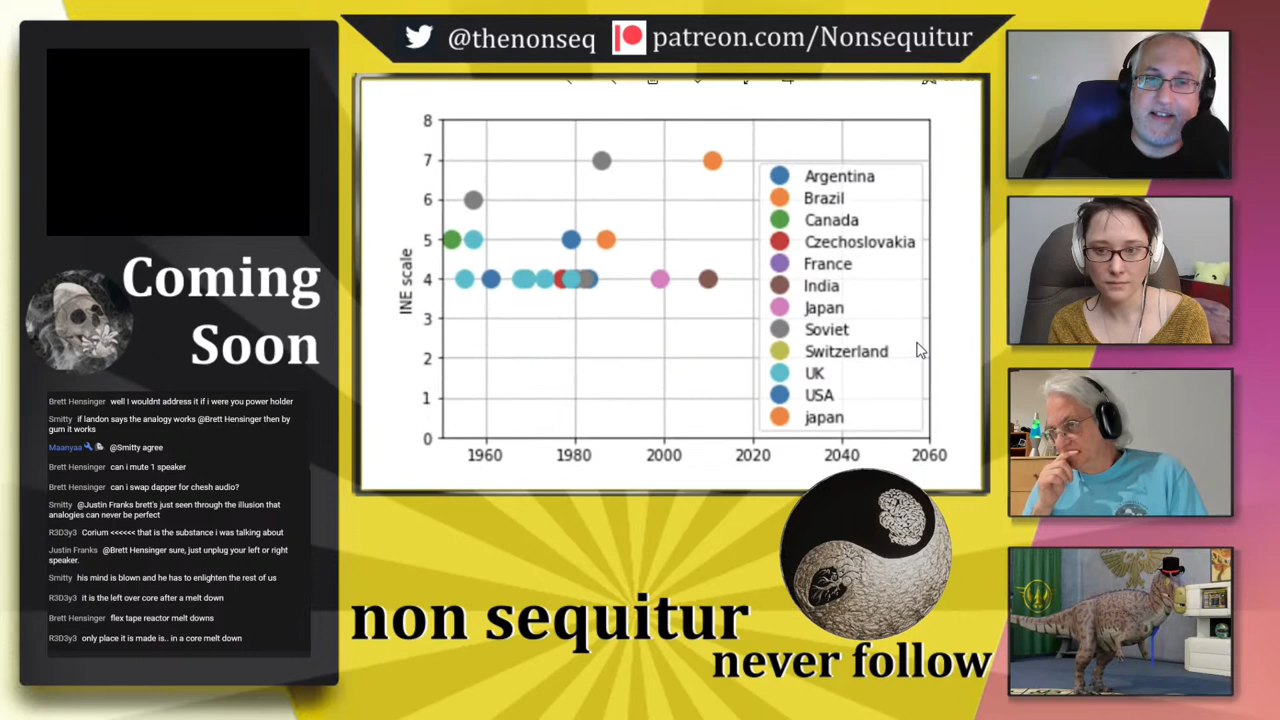 @thenonseq
patreon.com/Nonsequitur
Coming
Soon
Brett Hensinger well I wouldnt address it if i were you power holder
Smitty if landon says the analogy works @Brett Hensinger then by
gum it works
Maanyaa @Smitty agree
Brett Hensinger can i mute 1 speaker
Brett Hensinger can i swap dapper for chesh audio?
Smitty @Justin Franks brett's just seen through the illusion that
analogies can never be perfect
R3D3y3 Corium <<<<<< that is the substance i was talking about
Justin Franks @Brett Hensinger sure, just unplug your left or right
speaker.
Smitty his mind is blown and he has to enlighten the rest of us
R3D3y3 it is the left over core after a melt down
Brett Hensinger flex tape reactor melt downs
R3D3y3 only place it is made is.. in a core melt down
INE scale
8
7
6
5
4
3
2
1
0
1960
1980
2000
2020
2040
2060
Argentina
Brazil
Canada
Czechoslovakia
France
India
Japan
Soviet
Switzerland
UK
USA
japan
non sequitur
never follow